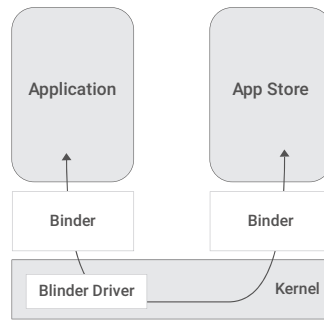 Application
App Store
Binder
Binder
Blinder Driver
Kernel